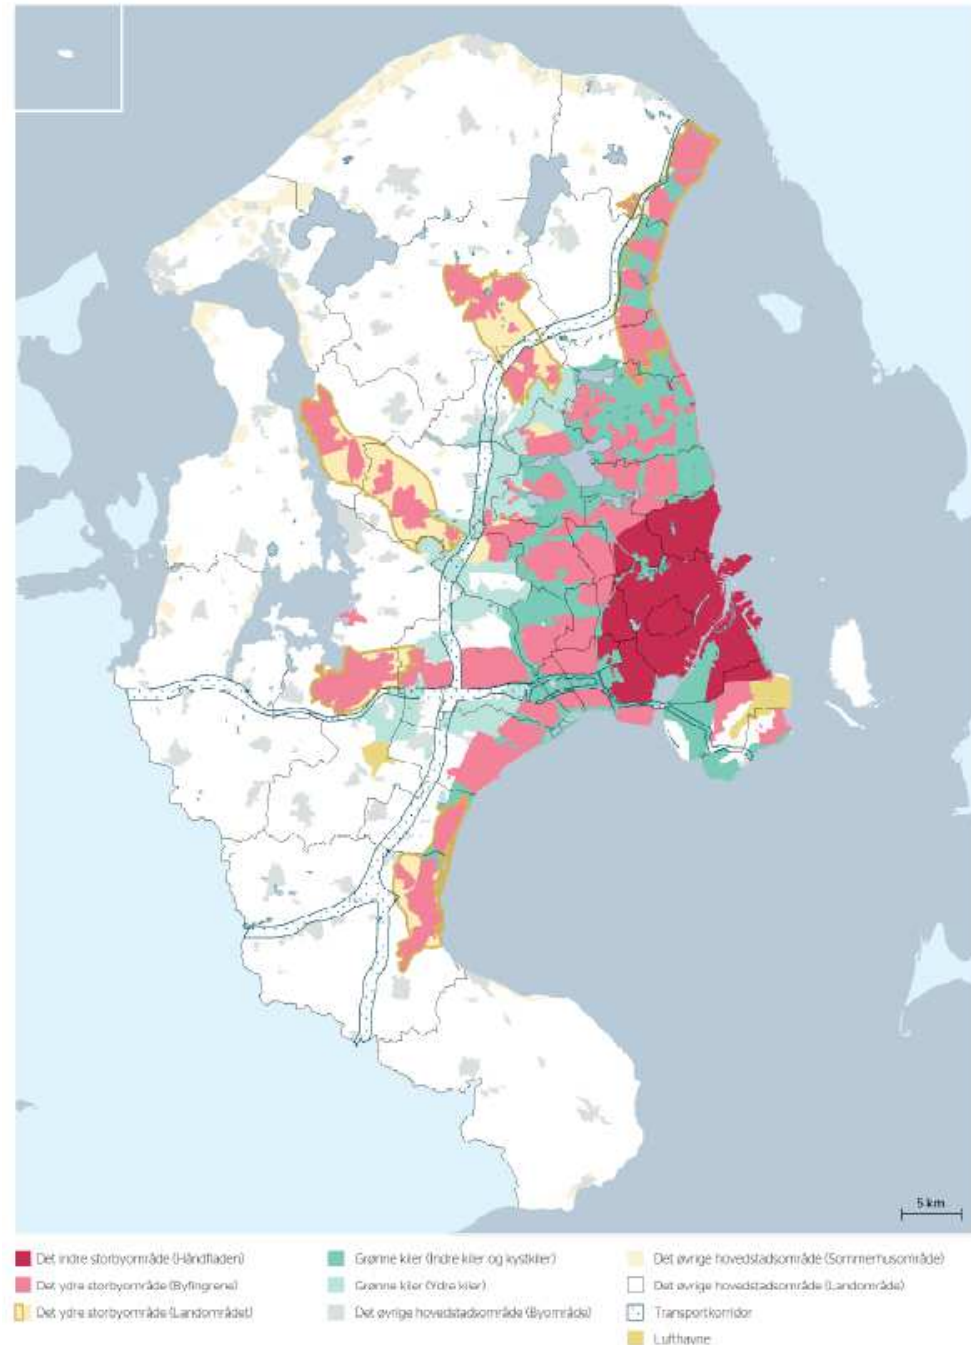 5 km
Det indre storbyområde (Håndfladen)
Det ydre storbyområde (Byfingrene)
Det ydre storbyområde (Landområdet)
Grønne kiler (Indre kiler og kystkiler)
Grønne kiler (Ydre kiler)
Det øvrige hovedstadsområde (Byområde)
Det øvrige hovedstadsområde (Sommerhusområde)
Det øvrige hovedstadsområde (Landområde)
Transportkorridor
Lufthavne